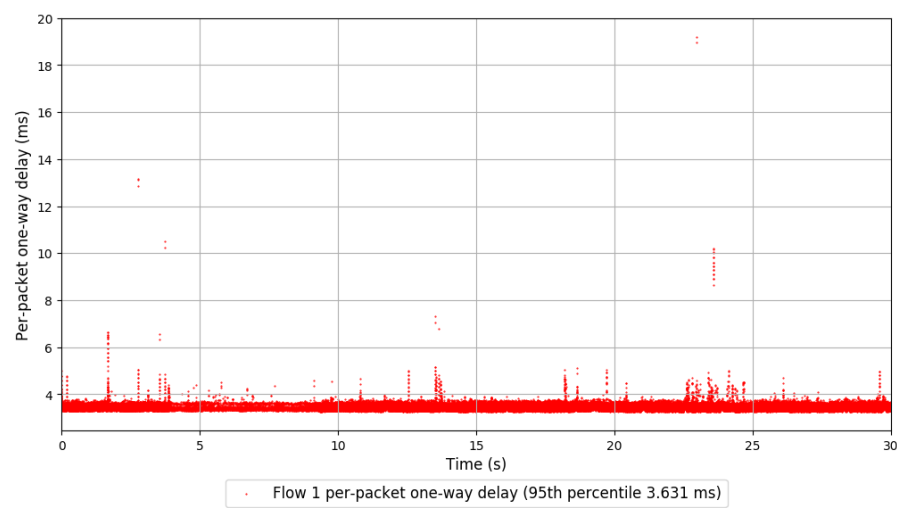 20
18
16
14
12
10
8
6
4
Per-packet one-way delay (ms)
0 5 10 15 20 25 30
Time (s)
Flow 1 per-packet one-way delay (95th percentile 3.631 ms)